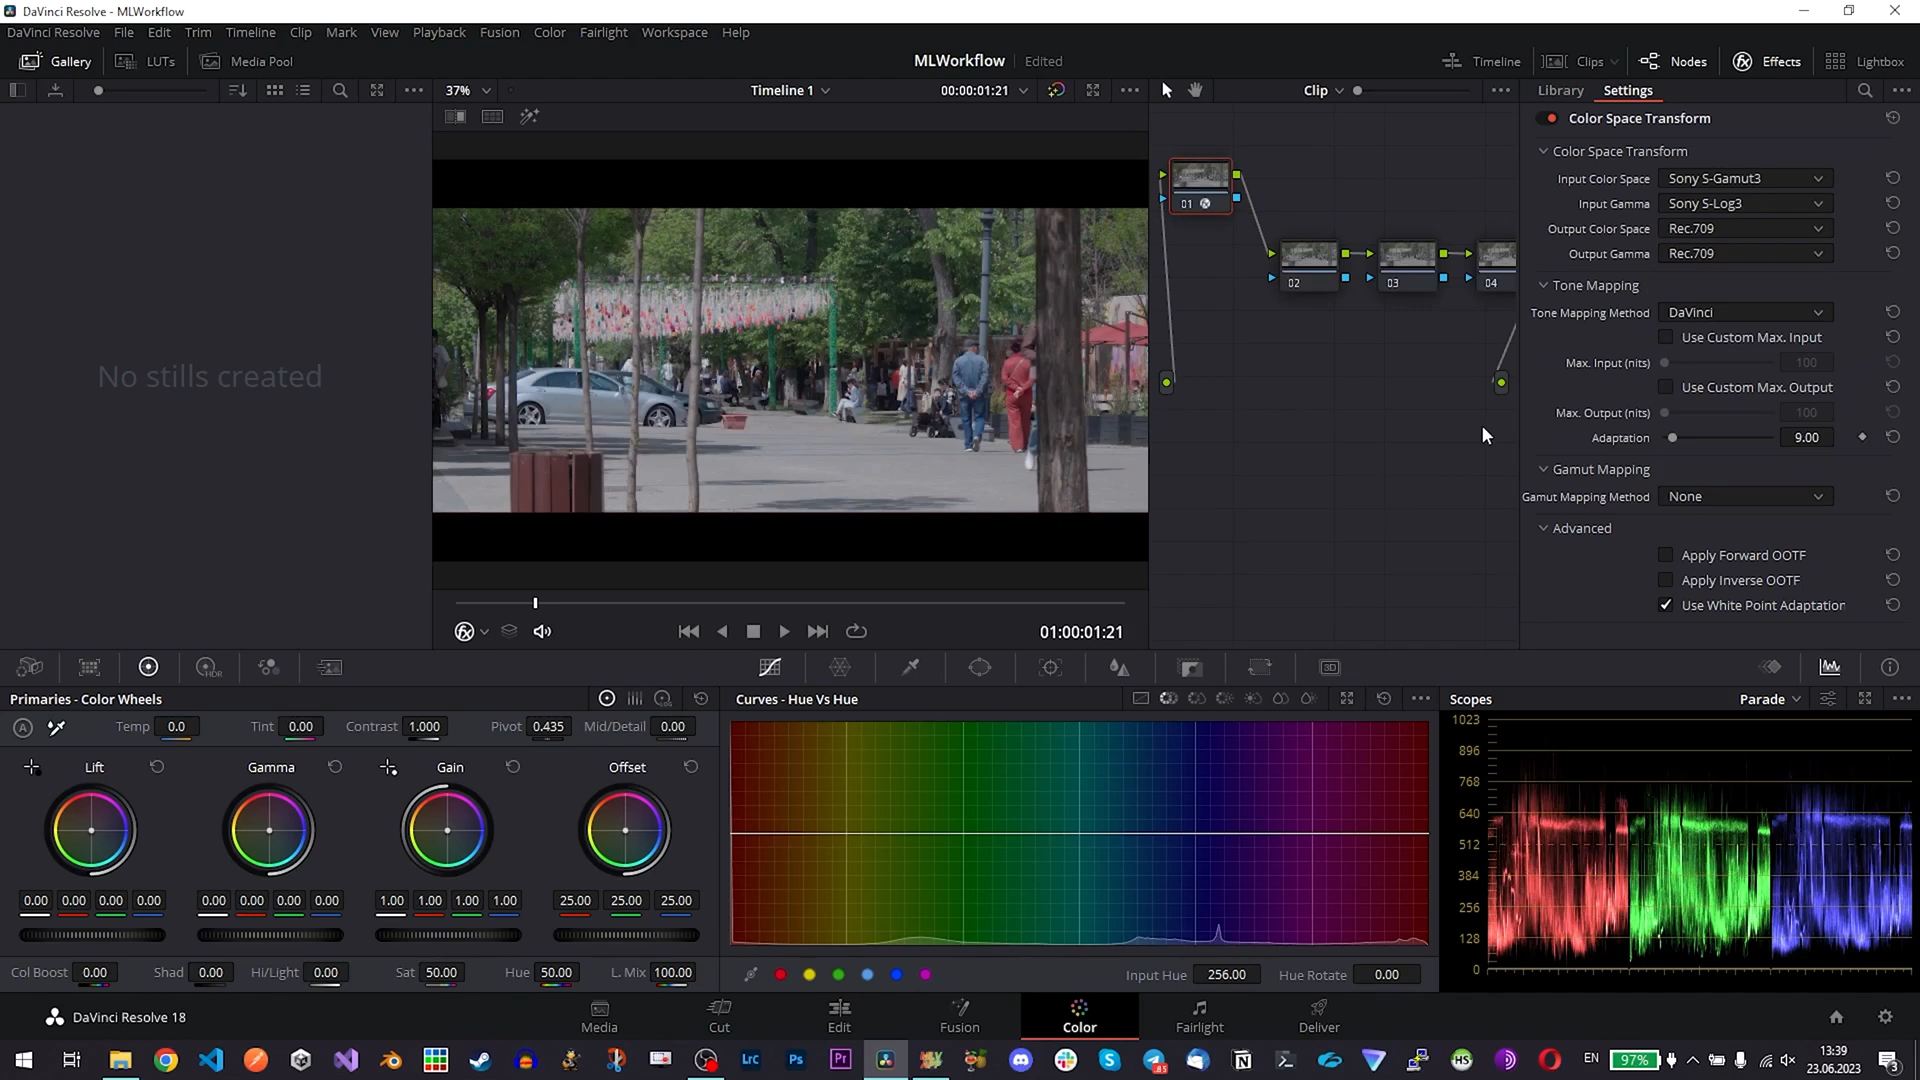 DaVinci Resolve - MLWorkflow
DaVinci Resolve File Edit Trim Timeline Clip Mark View Playback Fusion Color Fairlight Workspace Help
Gallery LUTs Media Pool MLWorkflow Edited Timeline Clips Nodes Effects Lightbox
37% Timeline 1 00:00:01:21 Clip Library Settings
Color Space Transform
Color Space Transform
Input Color Space Sony S-Gamut3
Input Gamma Sony S-Log3
Output Color Space Rec.709
Output Gamma Rec.709
Tone Mapping
Tone Mapping Method DaVinci
Use Custom Max. Input
Max. Input (nits) 100
Use Custom Max. Output
Max. Output (nits) 100
Adaptation 9.00
Gamut Mapping
Gamut Mapping Method None
Advanced
Apply Forward OOTF
Apply Inverse OOTF
Use White Point Adaptation
01
02 03 04
No stills created
01:00:01:21
HDR 3D
Primaries - Color Wheels Curves - Hue Vs Hue Scopes Parade
A Temp 0.0 Tint 0.00 Contrast 1.000 Pivot 0.435 Mid/Detail 0.00
Lift Gamma Gain Offset
0.00 0.00 0.00 0.00 0.00 0.00 0.00 0.00 1.00 1.00 1.00 1.00 25.00 25.00 25.00
Col Boost 0.00 Shad 0.00 Hi/Light 0.00 Sat 50.00 Hue 50.00 L. Mix 100.00
Input Hue 256.00 Hue Rotate 0.00
1023
896
768
640
512
384
256
128
0
DaVinci Resolve 18 Media Cut Edit Fusion Color Fairlight Deliver
LrC Ps Pr HS EN 97% 13:39
23.06.2023 3